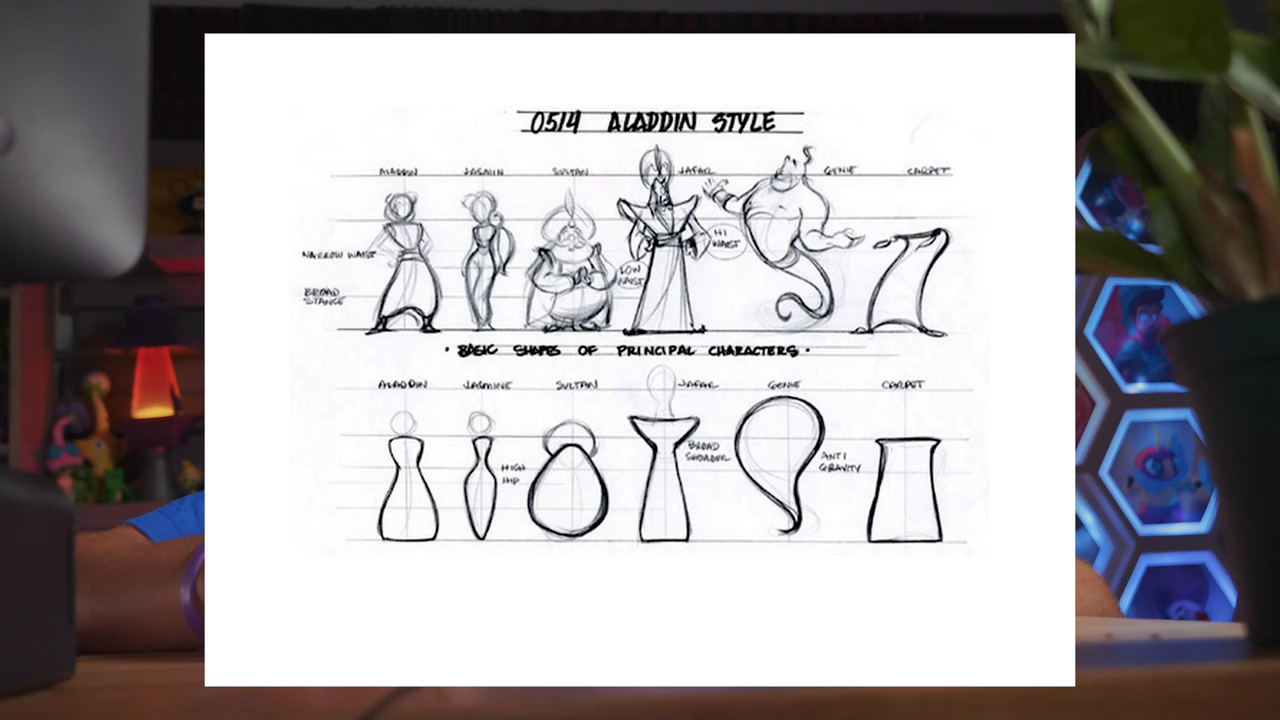 0514 ALADDIN STYLE
ALADDIN JASMIN SULTAN JAFAR GENIE CARPET
NARROW WAIST
BROAD
STANCE
LOW
WAIST
HI
WAIST
• BASIC SHAPES OF PRINCIPAL CHARACTERS •
ALADDIN JASMINE SULTAN JAFAR GENIE CARPET
HIGH
HIP
BROAD
SHOULDER
ANTI
GRAVITY